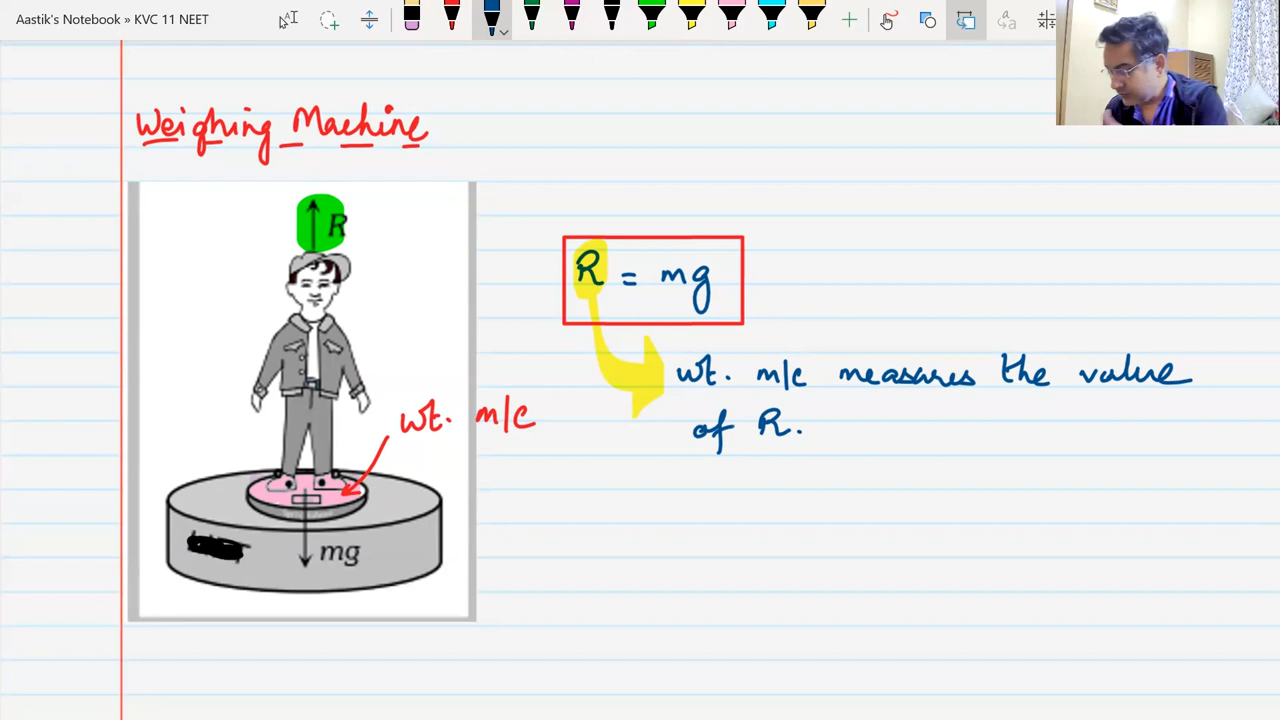 Aastik's Notebook » KVC 11 NEET
Weighing Machine
R
R = mg
wt. m/c measures the value
of R.
wt. m/c
mg